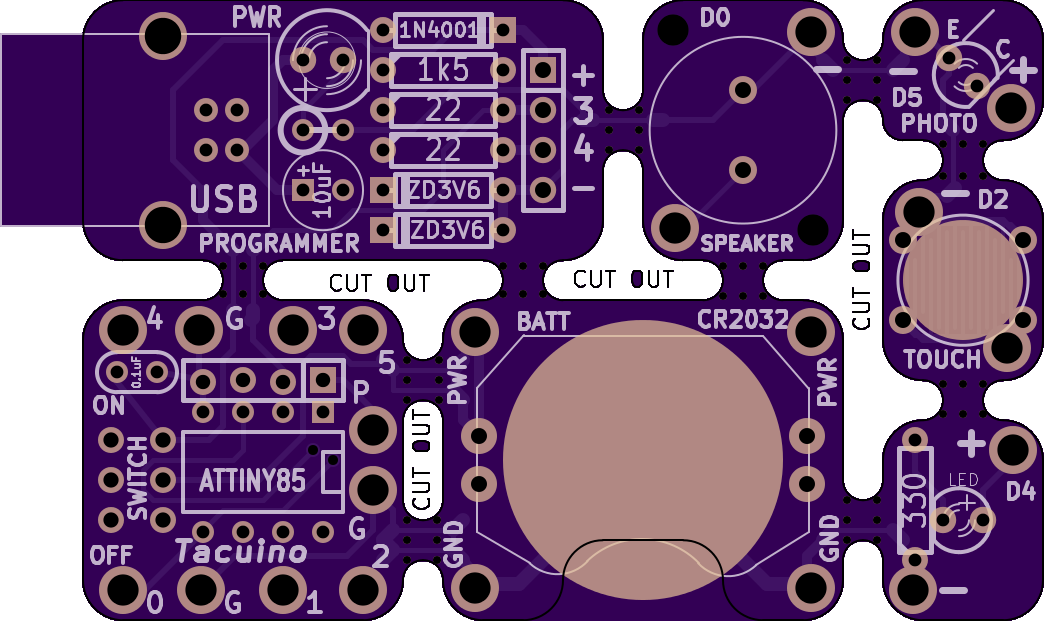 PWR
1N4001
1k5
22
22
ZD3V6
ZD3V6
+
10uF
+
+
3
4
−
USB
PROGRAMMER
DO
−
SPEAKER
E
C
−
+
D5
PHOTO
−
D2
TOUCH
CUT OUT
CUT OUT
CUT OUT
CUT OUT
4
G
3
5
0.1uF
ON
P
SWITCH
ATTINY85
G
OFF
Tacuino
2
0
G
1
BATT
CR2032
PWR
PWR
GND
GND
+
330
LED
+
D4
−